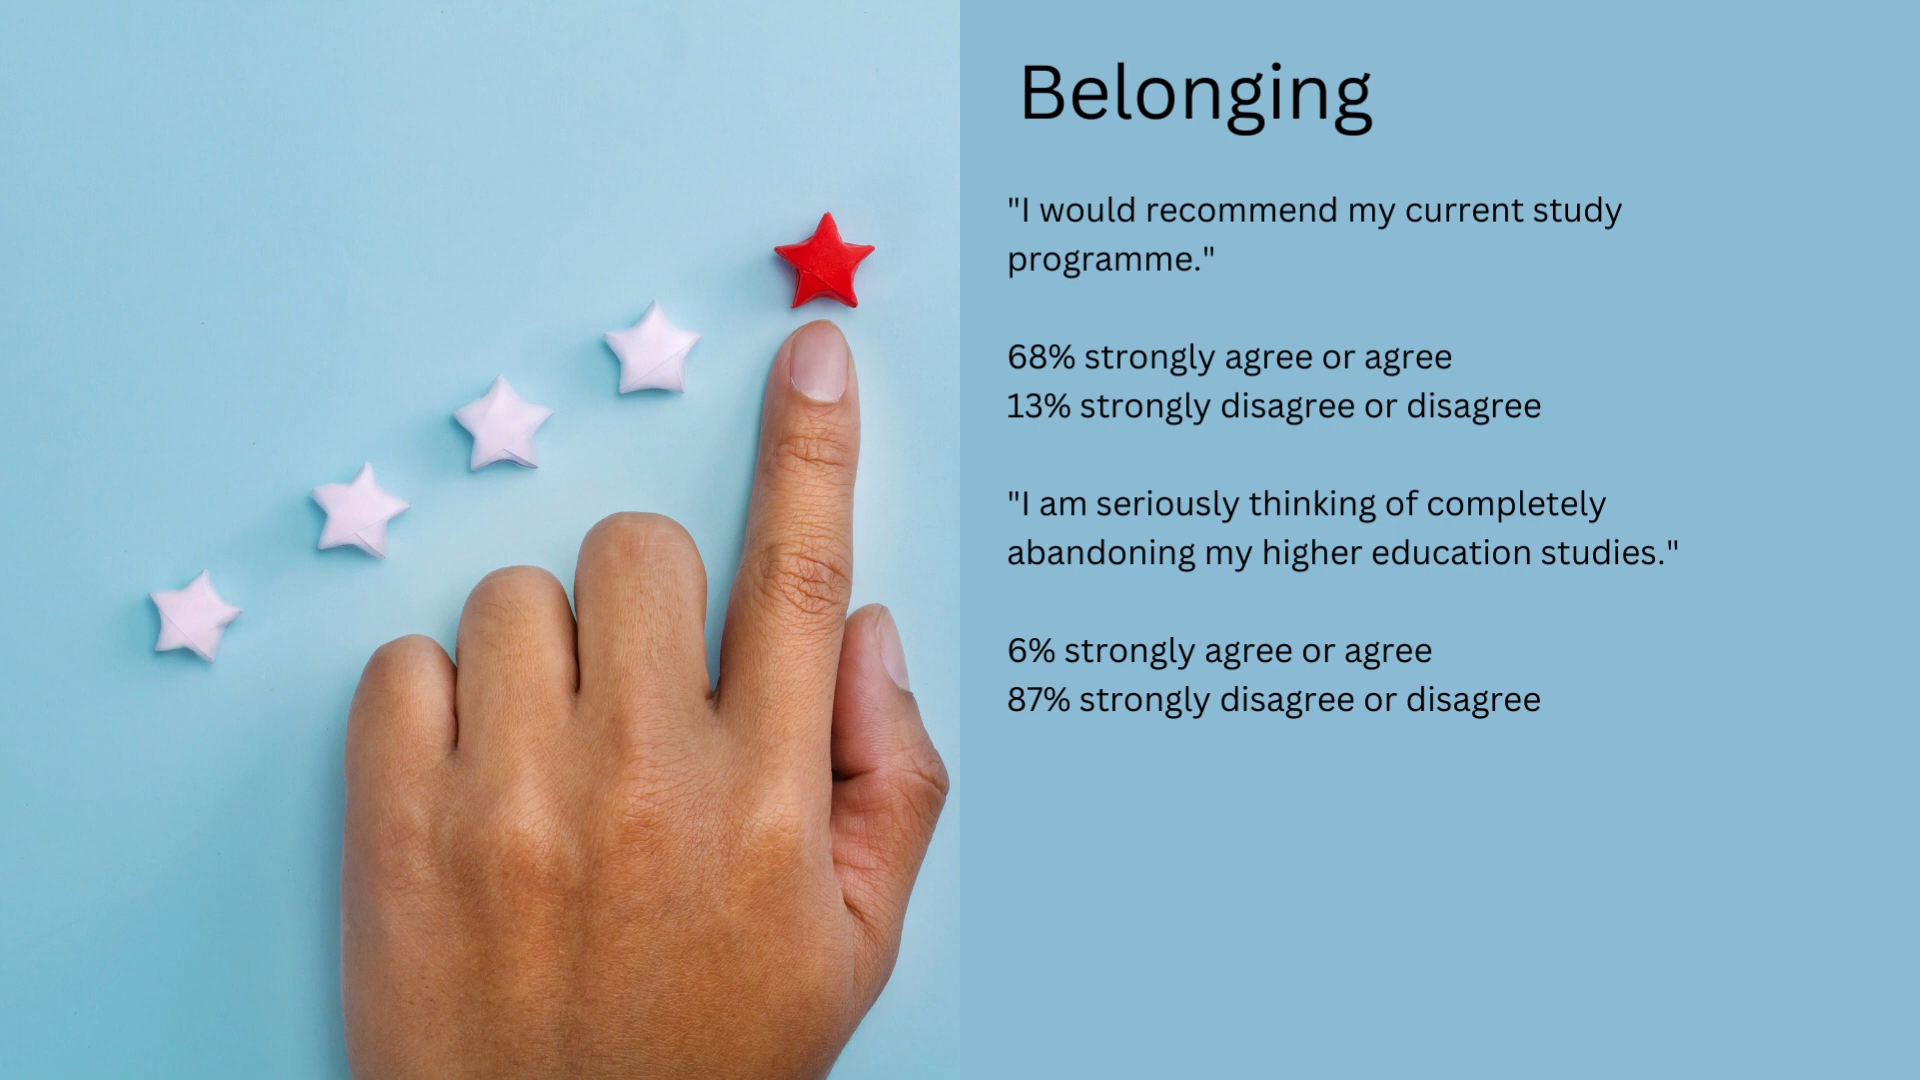 Belonging
"I would recommend my current study
programme."
68% strongly agree or agree
13% strongly disagree or disagree
"I am seriously thinking of completely
abandoning my higher education studies."
6% strongly agree or agree
87% strongly disagree or disagree